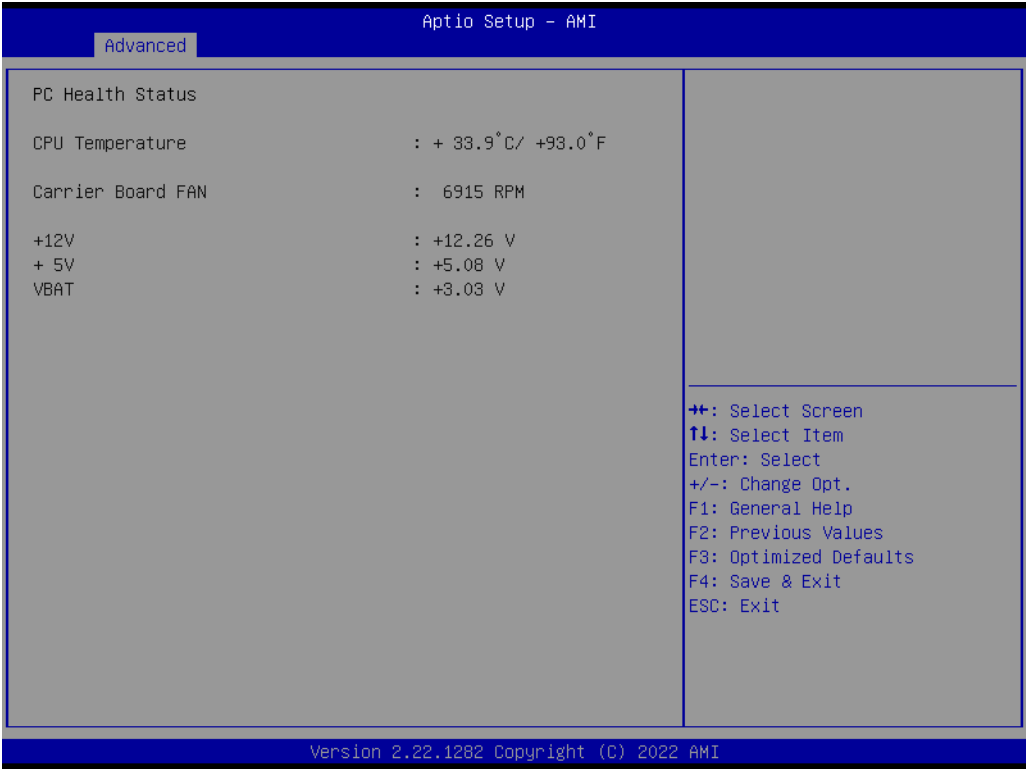 Aptio Setup – AMI
Advanced
PC Health Status
CPU Temperature : + 33.9°C/ +93.0°F
Carrier Board FAN : 6915 RPM
+12V : +12.26 V
+ 5V : +5.08 V
VBAT : +3.03 V
→←: Select Screen
↑↓: Select Item
Enter: Select
+/-: Change Opt.
F1: General Help
F2: Previous Values
F3: Optimized Defaults
F4: Save & Exit
ESC: Exit
Version 2.22.1282 Copyright (C) 2022 AMI